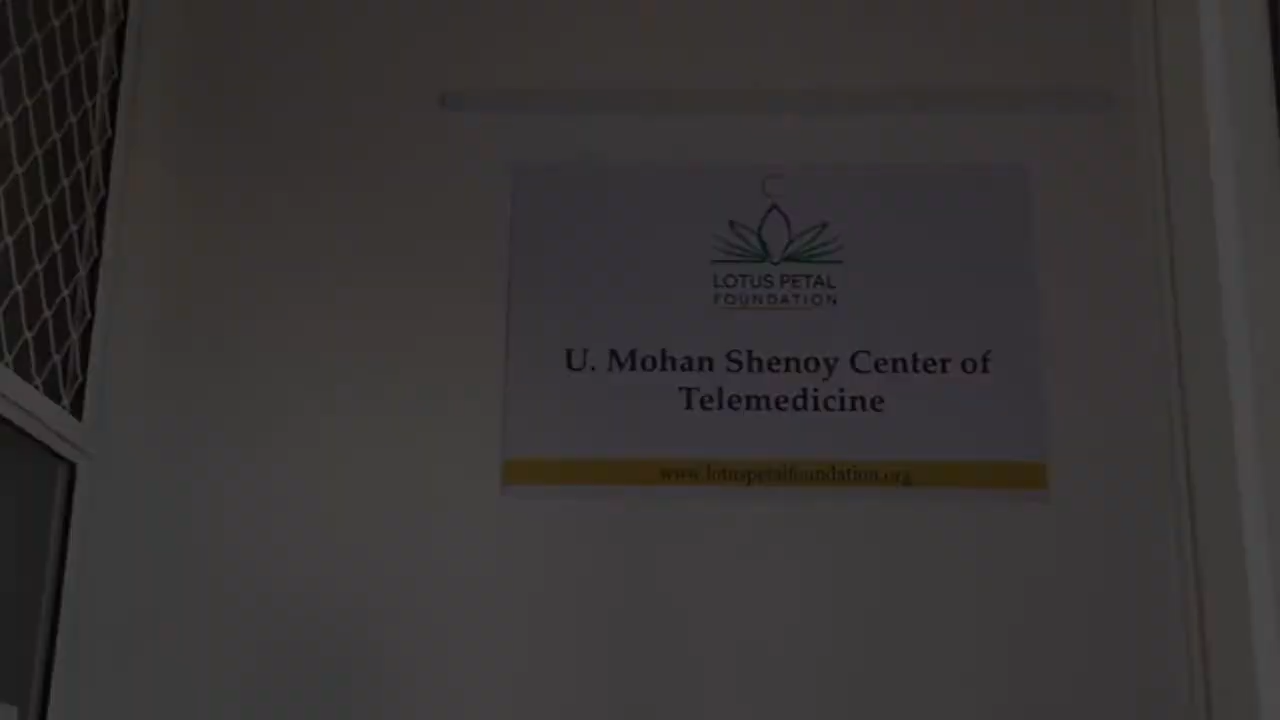 LOTUS PETAL
FOUNDATION
U. Mohan Shenoy Center of
Telemedicine
www.lotuspetalfoundation.org